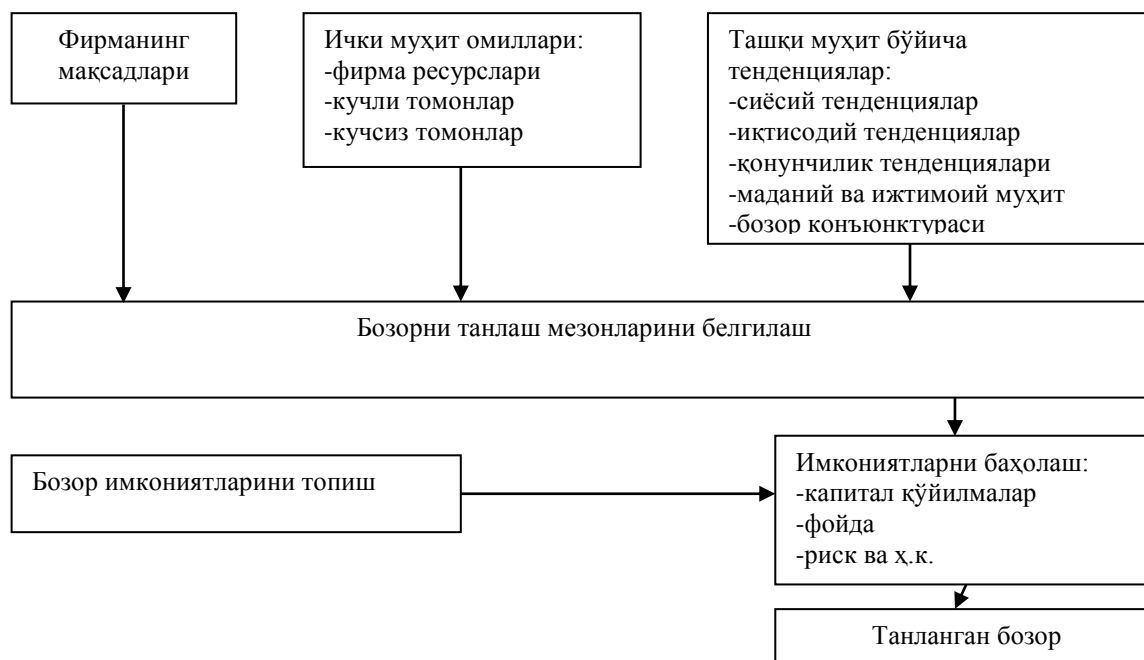 Фирманинг
мақсадлари
Ички муҳит омиллари:
-фирма ресурслари
-кучли томонлар
-кучсиз томонлар
Ташқи муҳит бўйича
тенденциялар:
-сиёсий тенденциялар
-иқтисодий тенденциялар
-қонунчилик тенденциялари
-маданий ва ижтимоий муҳит
-бозор конъюнктураси
Бозорни танлаш мезонларини белгилаш
Бозор имкониятларини топиш
Имкониятларни баҳолаш:
-капитал қўйилмалар
-фойда
-риск ва ҳ.к.
Танланган бозор